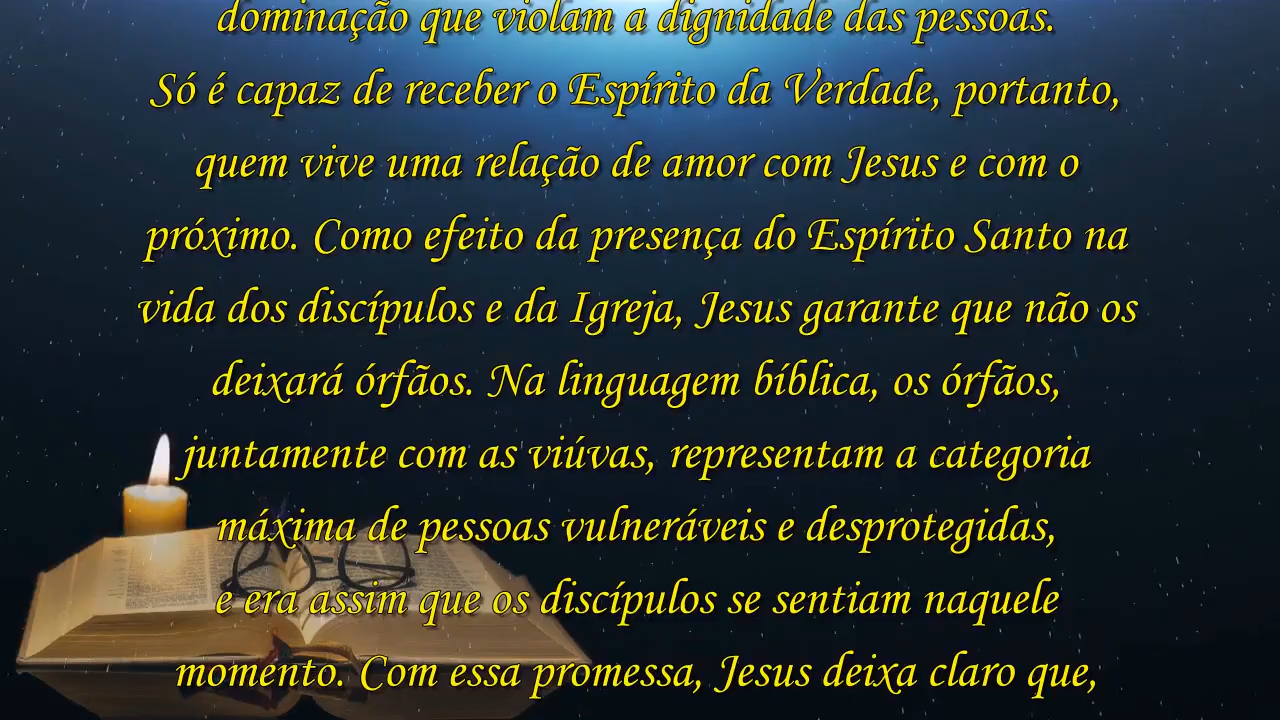 dominação que violam a dignidade das pessoas.
Só é capaz de receber o Espírito da Verdade, portanto,
quem vive uma relação de amor com Jesus e com o
próximo. Como efeito da presença do Espírito Santo na
vida dos discípulos e da Igreja, Jesus garante que não os
deixará órfãos. Na linguagem bíblica, os órfãos,
juntamente com as viúvas, representam a categoria
máxima de pessoas vulneráveis e desprotegidas,
e era assim que os discípulos se sentiam naquele
momento. Com essa promessa, Jesus deixa claro que,